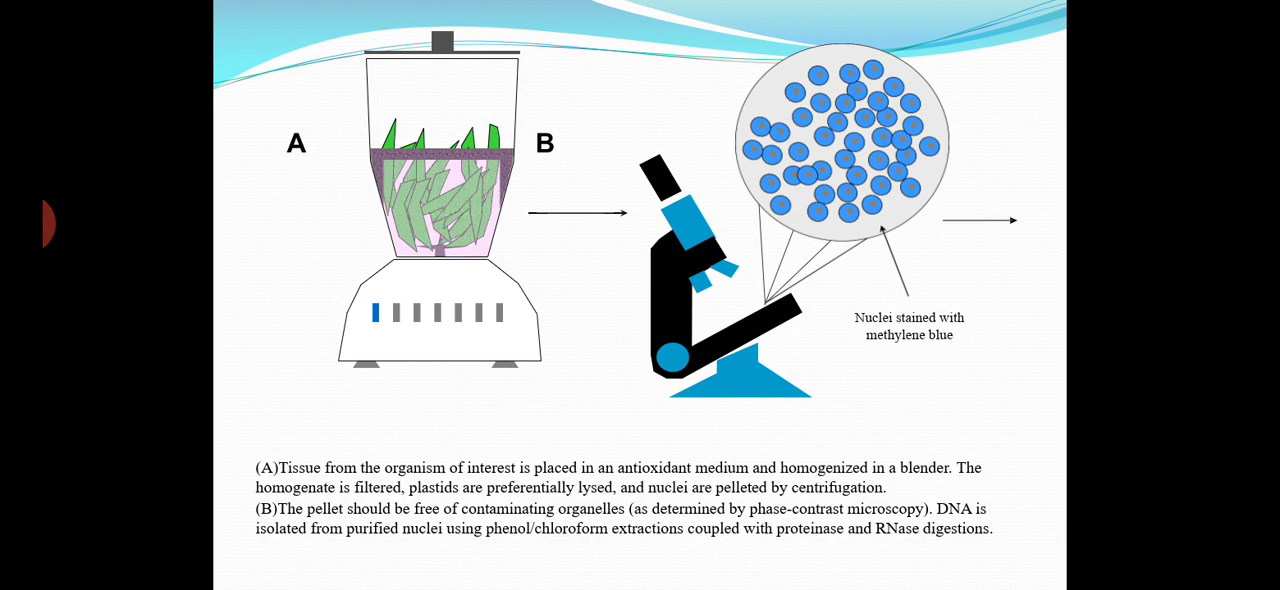 A
B
Nuclei stained with
methylene blue
(A)Tissue from the organism of interest is placed in an antioxidant medium and homogenized in a blender. The
homogenate is filtered, plastids are preferentially lysed, and nuclei are pelleted by centrifugation.
(B)The pellet should be free of contaminating organelles (as determined by phase-contrast microscopy). DNA is
isolated from purified nuclei using phenol/chloroform extractions coupled with proteinase and RNase digestions.